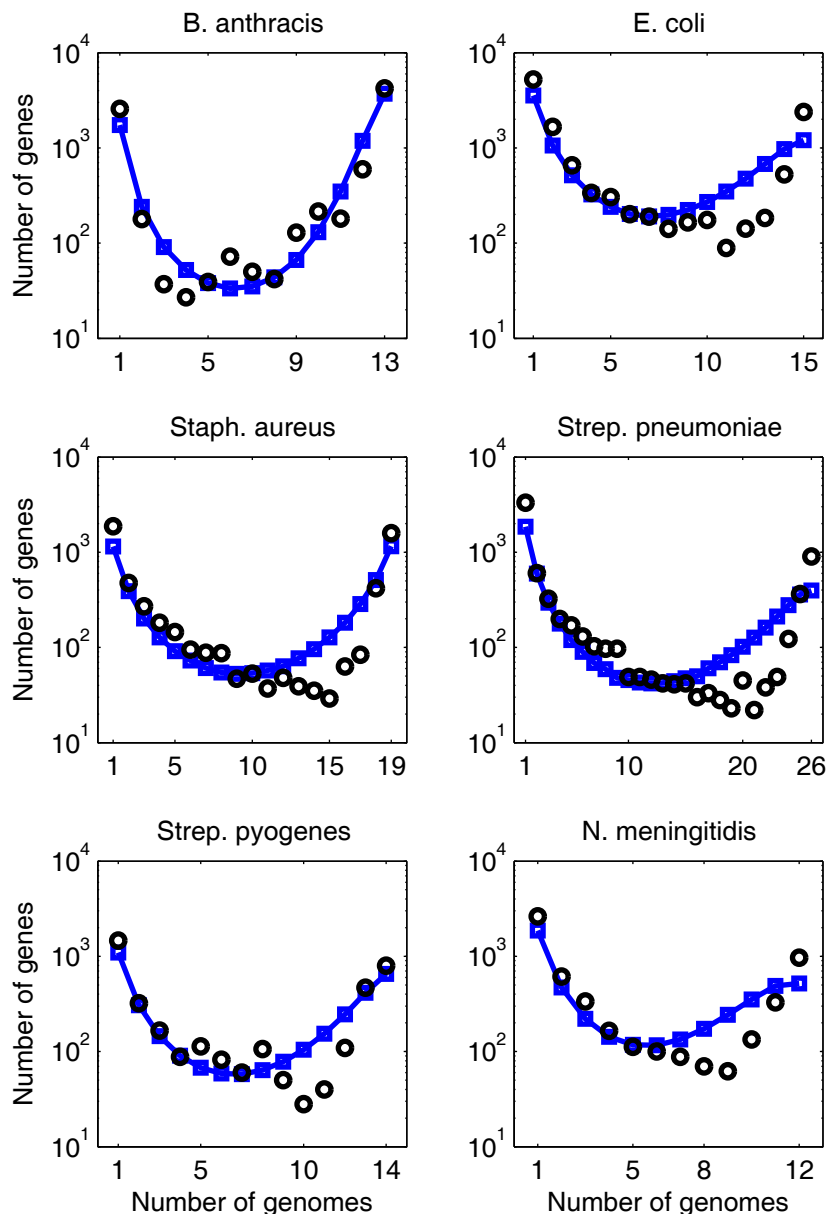 B. anthracis
Number of genes
10^4
10^3
10^2
10^1
1 5 9 13
E. coli
10^4
10^3
10^2
10^1
1 5 10 15
Staph. aureus
Number of genes
10^4
10^3
10^2
10^1
1 5 10 15 19
Strep. pneumoniae
10^4
10^3
10^2
10^1
1 10 20 26
Strep. pyogenes
Number of genes
10^4
10^3
10^2
10^1
1 5 10 14
Number of genomes
N. meningitidis
10^4
10^3
10^2
10^1
1 5 8 12
Number of genomes